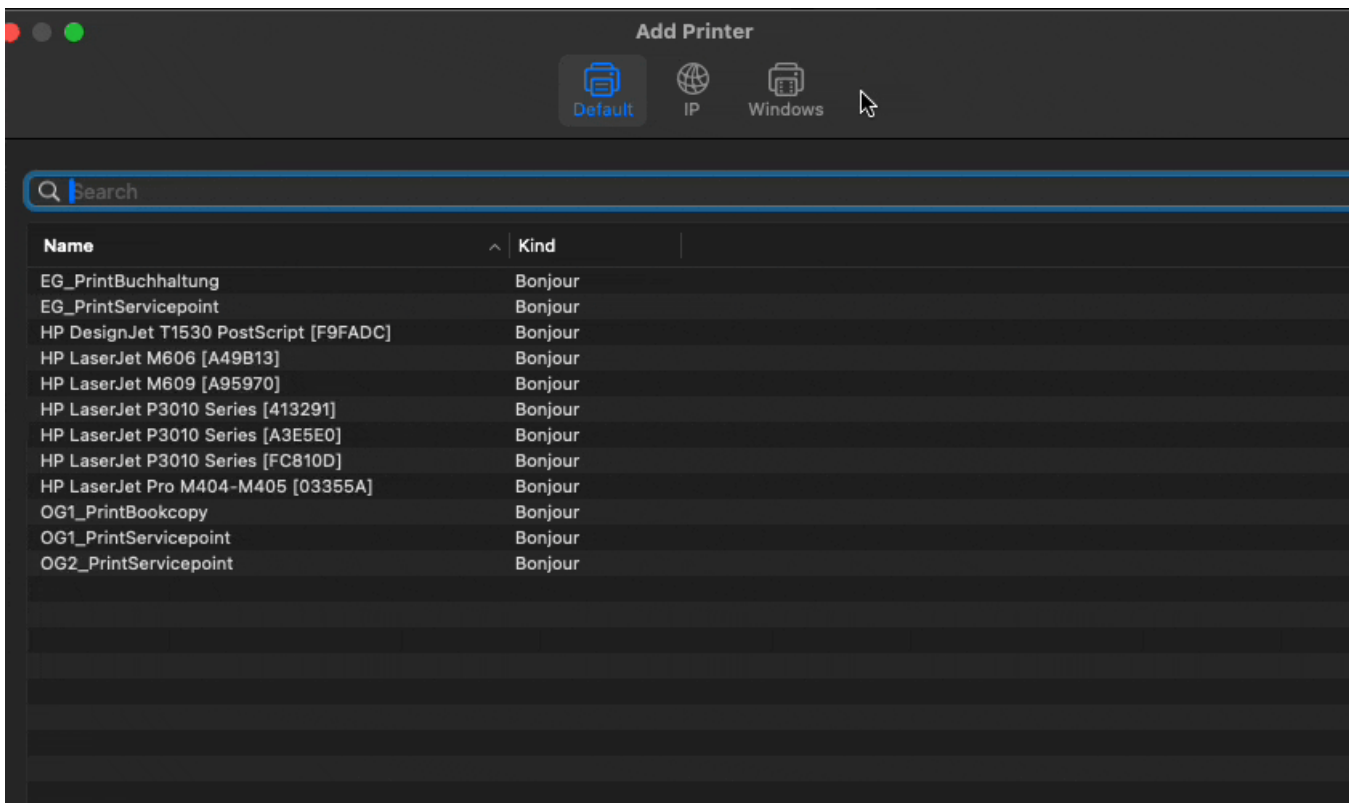 Add Printer
Default IP Windows
Search
Name Kind
EG_PrintBuchhaltung Bonjour
EG_PrintServicepoint Bonjour
HP DesignJet T1530 PostScript [F9FADC] Bonjour
HP LaserJet M606 [A49B13] Bonjour
HP LaserJet M609 [A95970] Bonjour
HP LaserJet P3010 Series [413291] Bonjour
HP LaserJet P3010 Series [A3E5E0] Bonjour
HP LaserJet P3010 Series [FC810D] Bonjour
HP LaserJet Pro M404-M405 [03355A] Bonjour
OG1_PrintBookcopy Bonjour
OG1_PrintServicepoint Bonjour
OG2_PrintServicepoint Bonjour